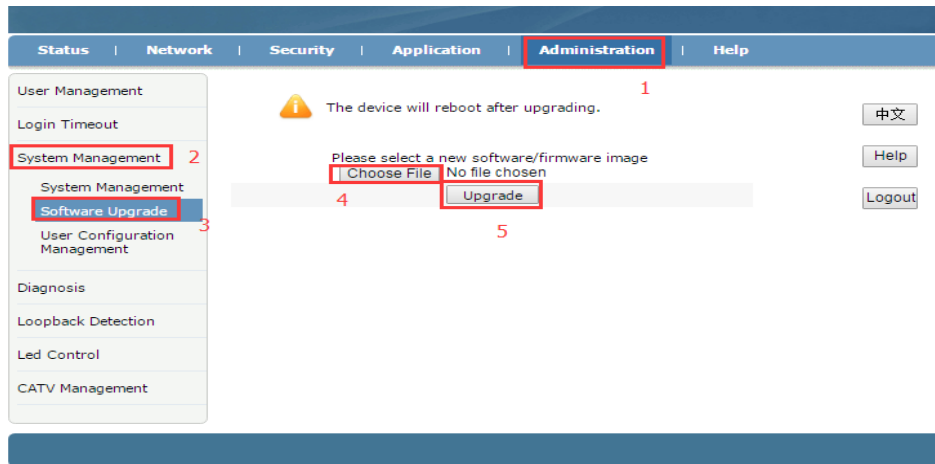 Status | Network | Security | Application | Administration | Help
1
User Management
The device will reboot after upgrading.
中文
Login Timeout
System Management 2
Please select a new software/firmware image
Help
Choose File No file chosen
4
System Management
Upgrade
Logout
Software Upgrade
3
5
User Configuration
Management
Diagnosis
Loopback Detection
Led Control
CATV Management